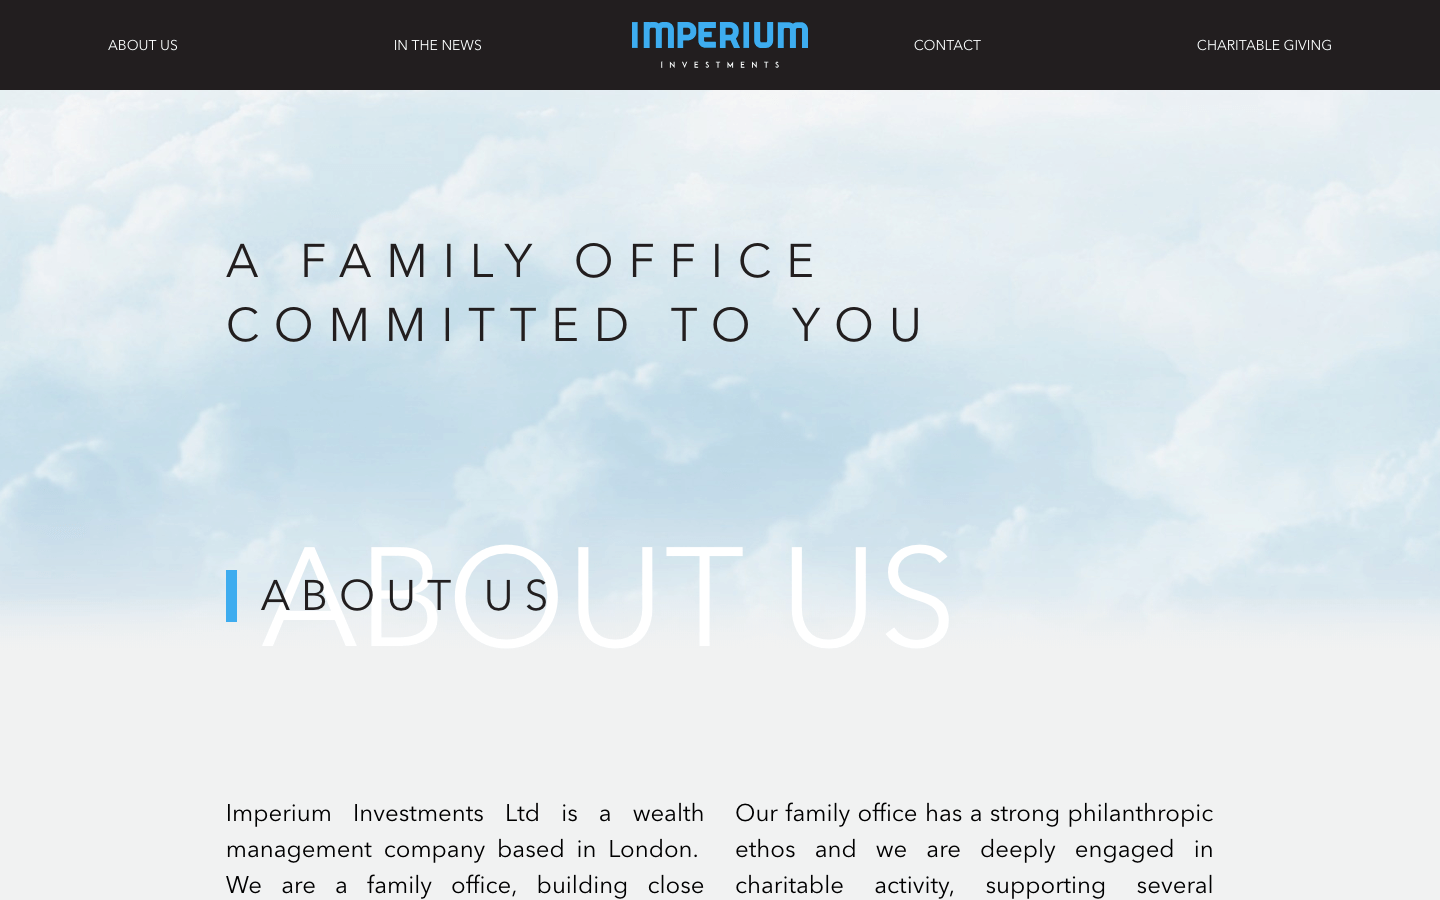 ABOUT US
IN THE NEWS
IMPERIUM
INVESTMENTS
CONTACT
CHARITABLE GIVING
A FAMILY OFFICE
COMMITTED TO YOU
ABOUT US
ABOUT US
Imperium Investments Ltd is a wealth
management company based in London.
We are a family office, building close
Our family office has a strong philanthropic
ethos and we are deeply engaged in
charitable activity, supporting several